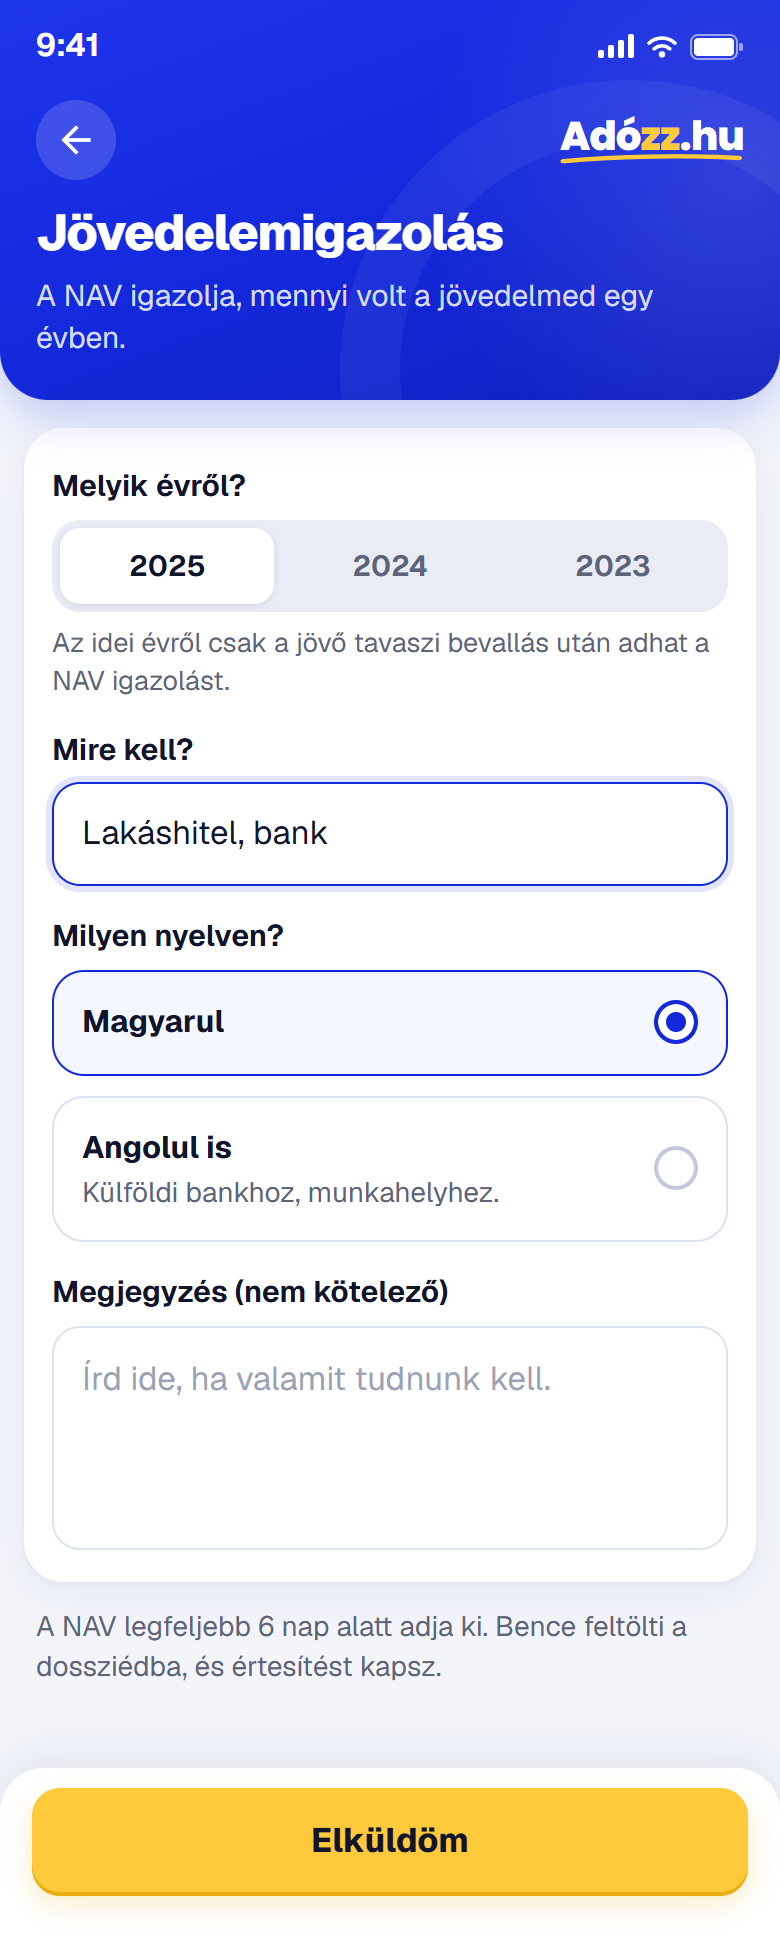 9:41
Adózz.hu
Jövedelemigazolás
A NAV igazolja, mennyi volt a jövedelmed egy
évben.
Melyik évről?
2025 2024 2023
Az idei évről csak a jövő tavaszi bevallás után adhat a
NAV igazolást.
Mire kell?
Lakáshitel, bank
Milyen nyelven?
Magyarul
Angolul is
Külföldi bankhoz, munkahelyhez.
Megjegyzés (nem kötelező)
Írd ide, ha valamit tudnunk kell.
A NAV legfeljebb 6 nap alatt adja ki. Bence feltölti a
dossziédba, és értesítést kapsz.
Elküldöm